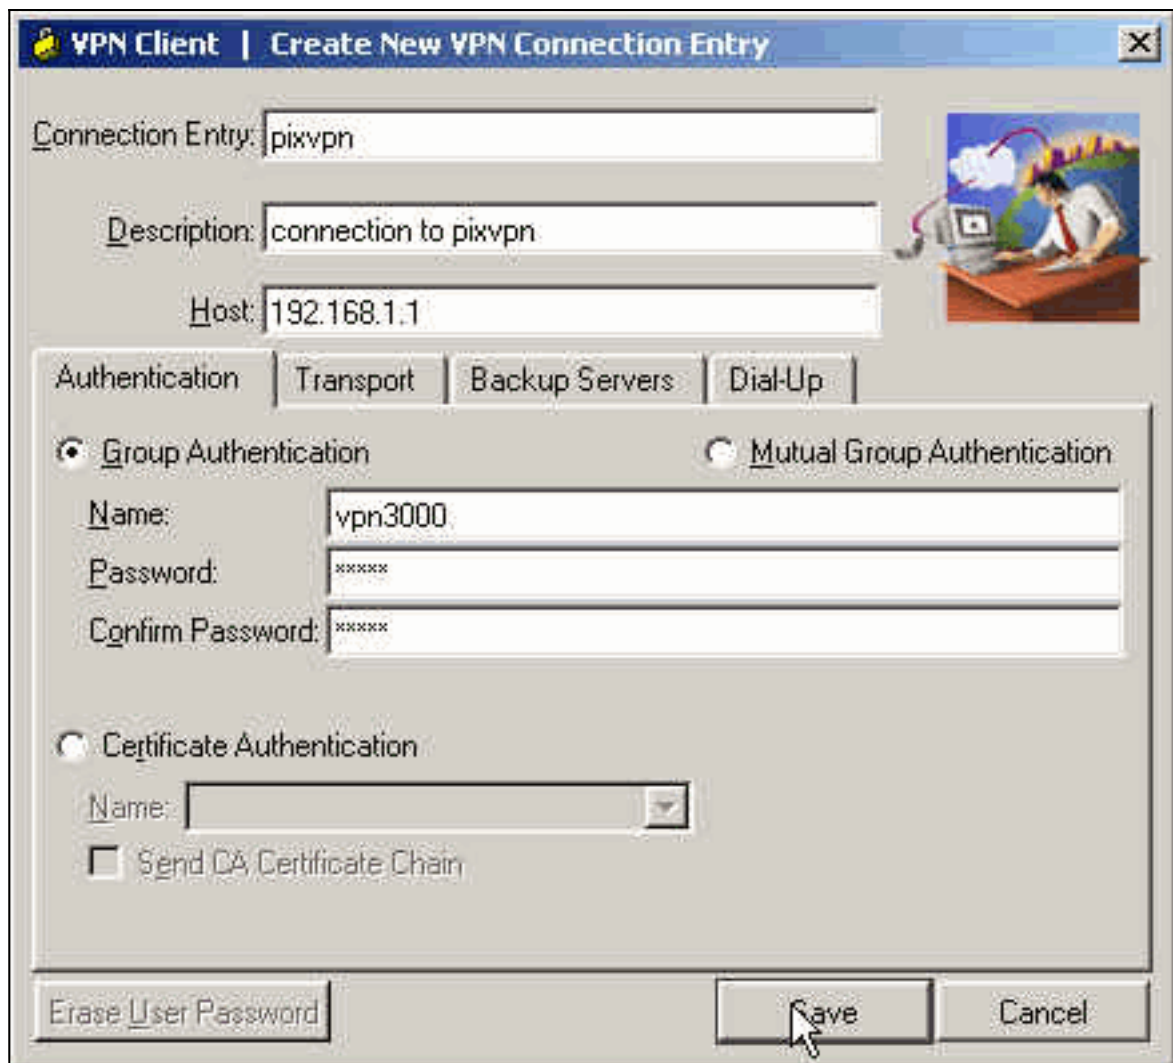 VPN Client | Create New VPN Connection Entry
Connection Entry: pixvpn
Description: connection to pixvpn
Host: 192.168.1.1
Authentication Transport Backup Servers Dial-Up
Group Authentication Mutual Group Authentication
Name: vpn3000
Password: *****
Confirm Password: *****
Certificate Authentication
Name:
Send CA Certificate Chain
Erase User Password Save Cancel